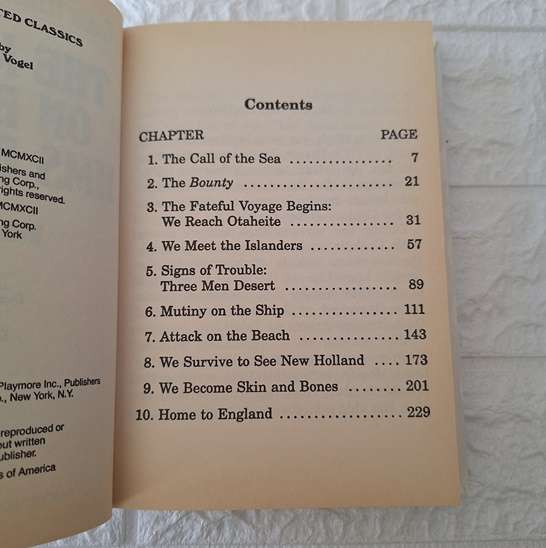 TED CLASSICS
by
Vogel
MCMXCII
ishers and
ng Corp.,
rights reserved.
MCMXCII
ng Corp.
York
Playmore Inc., Publishers
o., New York, N.Y.
reproduced or
out written
ublisher.
s of America
Contents
CHAPTER PAGE
1. The Call of the Sea ................ 7
2. The Bounty ....................... 21
3. The Fateful Voyage Begins:
We Reach Otaheite ................ 31
4. We Meet the Islanders ............. 57
5. Signs of Trouble:
Three Men Desert ................. 89
6. Mutiny on the Ship ............... 111
7. Attack on the Beach ............... 143
8. We Survive to See New Holland .... 173
9. We Become Skin and Bones ........ 201
10. Home to England .................. 229